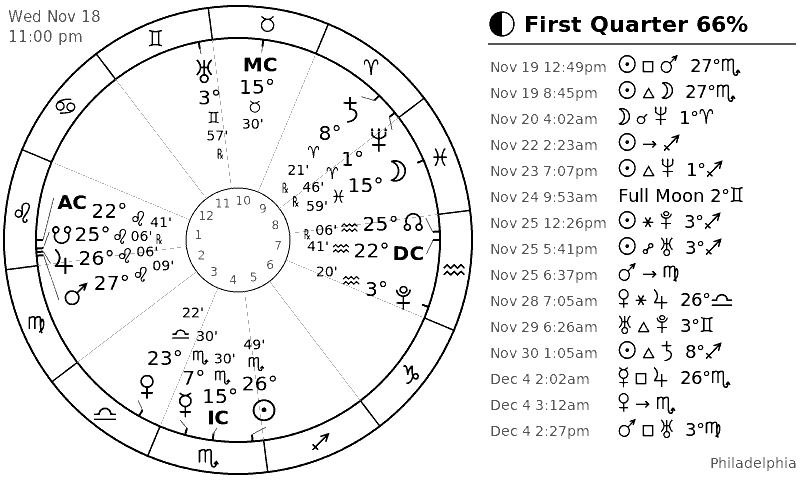 Wed Nov 18
11:00 pm
First Quarter 66%
♊
♉
♈
♋
♓
♌
♒
♍
♑
♎
♐
♏
♅
3°
♊
57'
℞
MC
15°
♉
30'
♄
8°
♈
21'
℞
♆
1°
♈
46'
℞
☽
15°
♓
59'
AC 22° ♌ 41'
☋ 25° ♌ 06' ℞
♃ 26° ♌ 06'
♂ 27° ♌ 09'
℞ 06' ♒ 25° ☊
41' ♒ 22° DC
20' ♒ 3° ♇
22'
♎
23°
♀
30'
♏
7°
☿
30'
♏
15°
IC
49'
♏
26°
☉
1
2
3
4
5
6
7
8
9
10
11
12
Nov 19 12:49pm ☉ □ ♂ 27°♏
Nov 19 8:45pm ☉ △ ☽ 27°♏
Nov 20 4:02am ☽ ☌ ♆ 1°♈
Nov 22 2:23am ☉ → ♐
Nov 23 7:07pm ☉ △ ♆ 1°♐
Nov 24 9:53am Full Moon 2°♊
Nov 25 12:26pm ☉ ⚹ ♇ 3°♐
Nov 25 5:41pm ☉ ☍ ♅ 3°♐
Nov 25 6:37pm ♂ → ♍
Nov 28 7:05am ♀ ⚹ ♃ 26°♎
Nov 29 6:26am ♅ △ ♇ 3°♊
Nov 30 1:05am ☉ △ ♄ 8°♐
Dec 4 2:02am ☿ □ ♃ 26°♏
Dec 4 3:12am ♀ → ♏
Dec 4 2:27pm ♂ □ ♅ 3°♍
Philadelphia